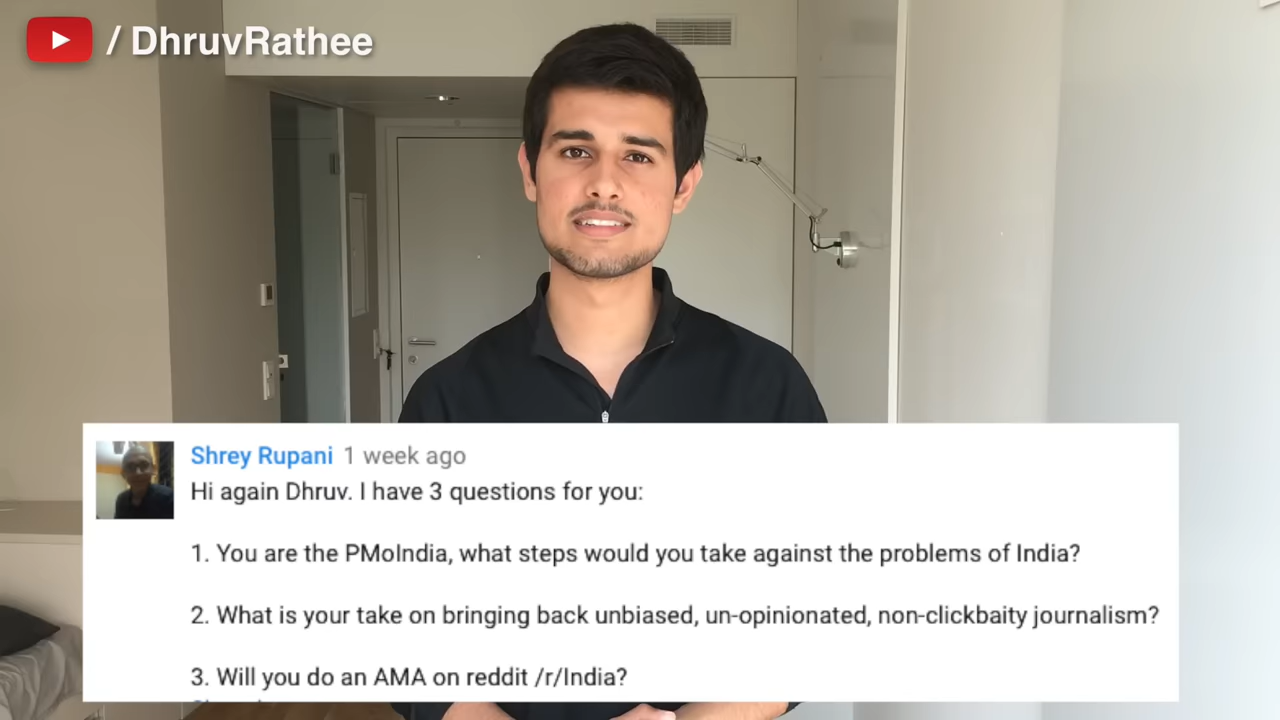 / DhruvRathee
Shrey Rupani 1 week ago
Hi again Dhruv. I have 3 questions for you:
1. You are the PMoIndia, what steps would you take against the problems of India?
2. What is your take on bringing back unbiased, un-opinionated, non-clickbaity journalism?
3. Will you do an AMA on reddit /r/India?